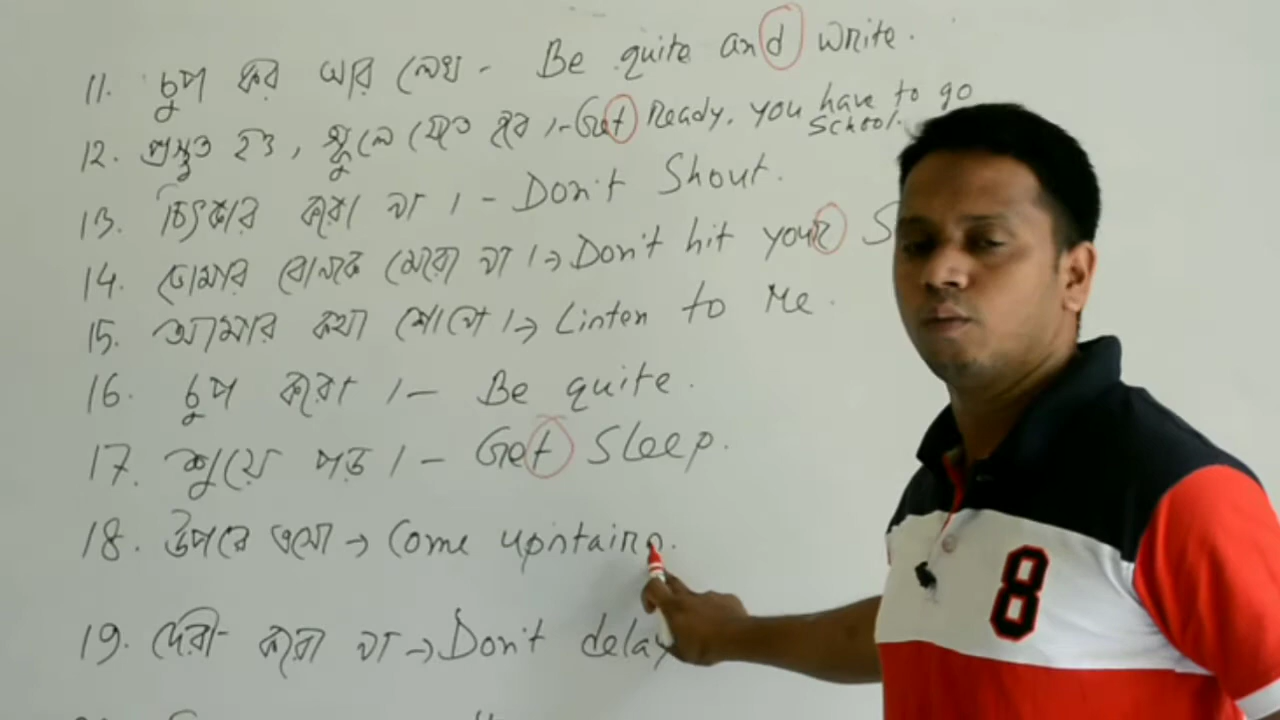 11. চুপ কর আর লেখ - Be quite and write.
12. প্রস্তুত হও, স্কুলে যেতে হবে।- Get Ready, you have to go
School.
13. চিৎকার করো না। - Don't Shout.
14. তোমার বোনকে মেরো না।→ Don't hit your S
15. আমার কথা শোনো।→ Listen to Me.
16. চুপ করো।- Be quite.
17. শুয়ে পড়।- Get Sleep.
18. উপরে এসো → Come upstairs.
19. দেরী করো না → Don't delay
8